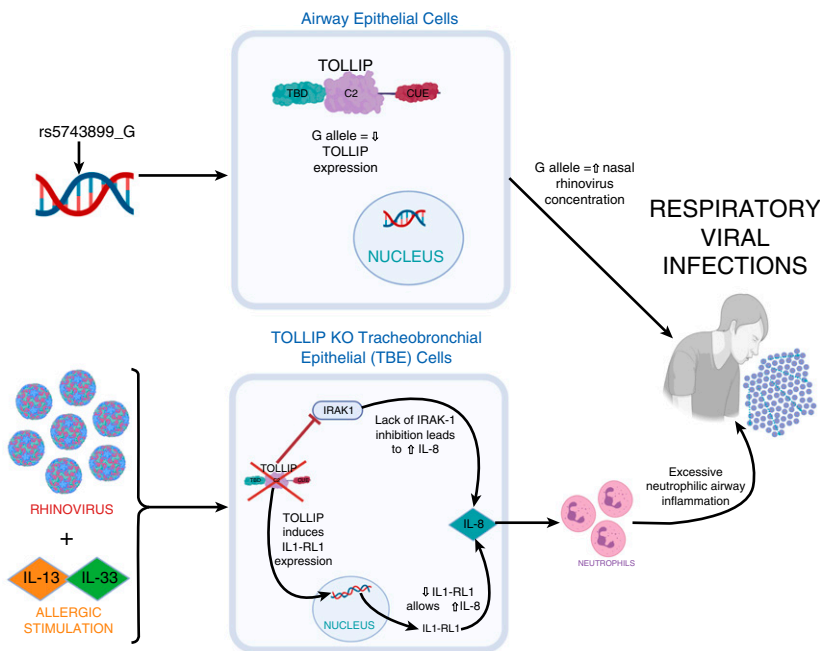 Airway Epithelial Cells
TOLLIP
TBD
C2
CUE
rs5743899_G
G allele = ⇩
TOLLIP
expression
NUCLEUS
G allele =⇧ nasal
rhinovirus
concentration
RESPIRATORY
VIRAL
INFECTIONS
TOLLIP KO Tracheobronchial
Epithelial (TBE) Cells
IRAK1
Lack of IRAK-1
inhibition leads
to ⇧ IL-8
TOLLIP
TBD
CUE
RHINOVIRUS
+
IL-13
IL-33
ALLERGIC
STIMULATION
TOLLIP
induces
IL1-RL1
expression
NUCLEUS
IL1-RL1
⇩ IL1-RL1
allows ⇧IL-8
IL-8
NEUTROPHILS
Excessive
neutrophilic airway
inflammation